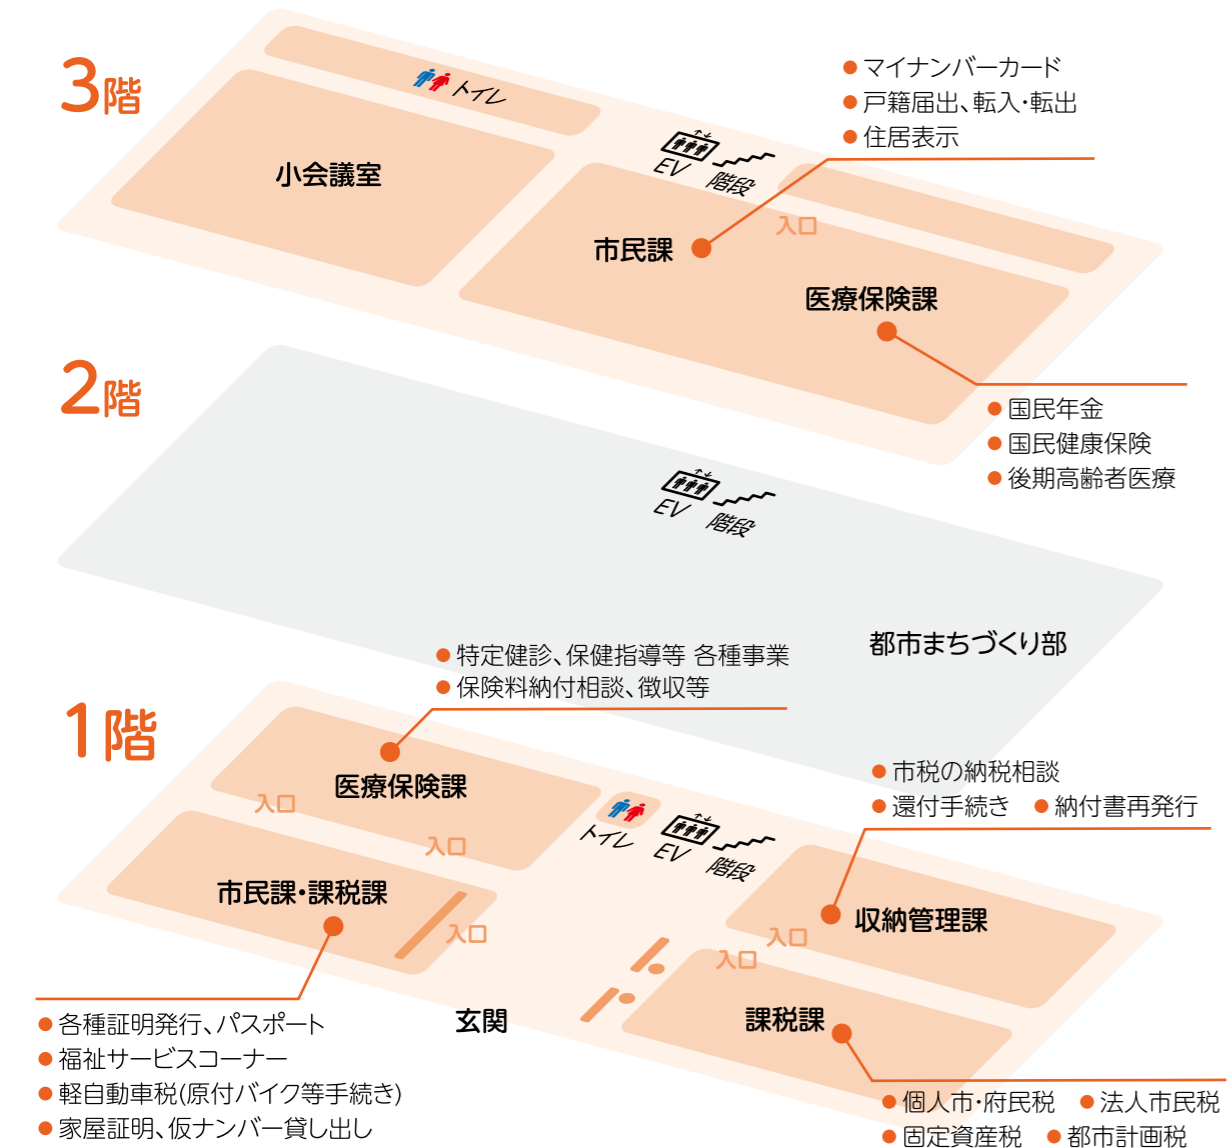 3階
トイレ
小会議室
EV 階段
入口
市民課
医療保険課
● マイナンバーカード
● 戸籍届出、転入・転出
● 住居表示
● 国民年金
● 国民健康保険
● 後期高齢者医療
2階
EV 階段
都市まちづくり部
1階
● 特定健診、保健指導等 各種事業
● 保険料納付相談、徴収等
医療保険課
入口
入口
トイレ EV 階段
● 市税の納税相談
● 還付手続き ● 納付書再発行
収納管理課
入口
市民課・課税課
入口
入口
玄関
課税課
● 各種証明発行、パスポート
● 福祉サービスコーナー
● 軽自動車税(原付バイク等手続き)
● 家屋証明、仮ナンバー貸し出し
● 個人市・府民税 ● 法人市民税
● 固定資産税 ● 都市計画税